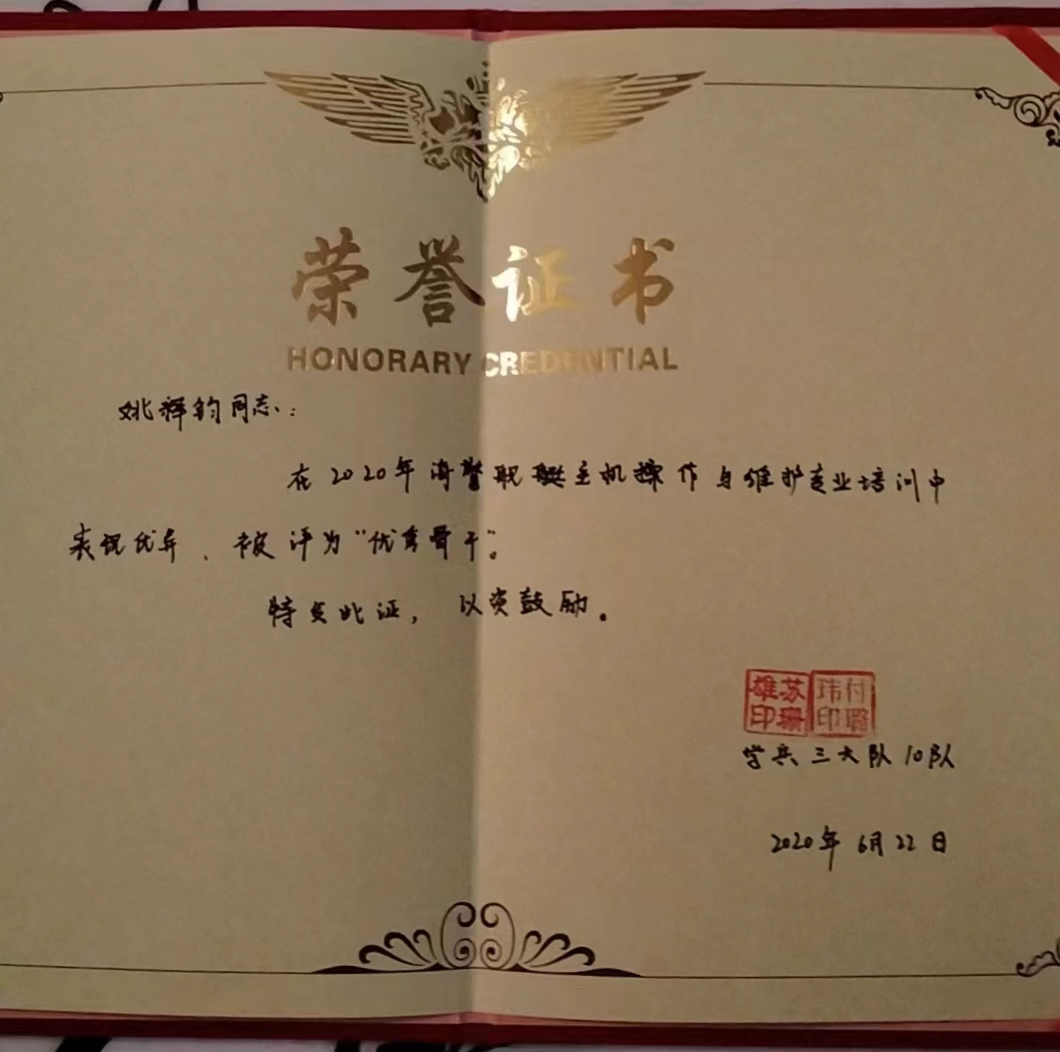 荣誉证书
HONORARY CREDENTIAL
姚释钧同志：
在2020年海警舰艇主机操作与维护专业培训中
表现优异，被评为“优秀骨干”。
特发此证，以资鼓励。
雄苏 玮付
印珊 印璐
学兵三大队10队
2020年6月22日